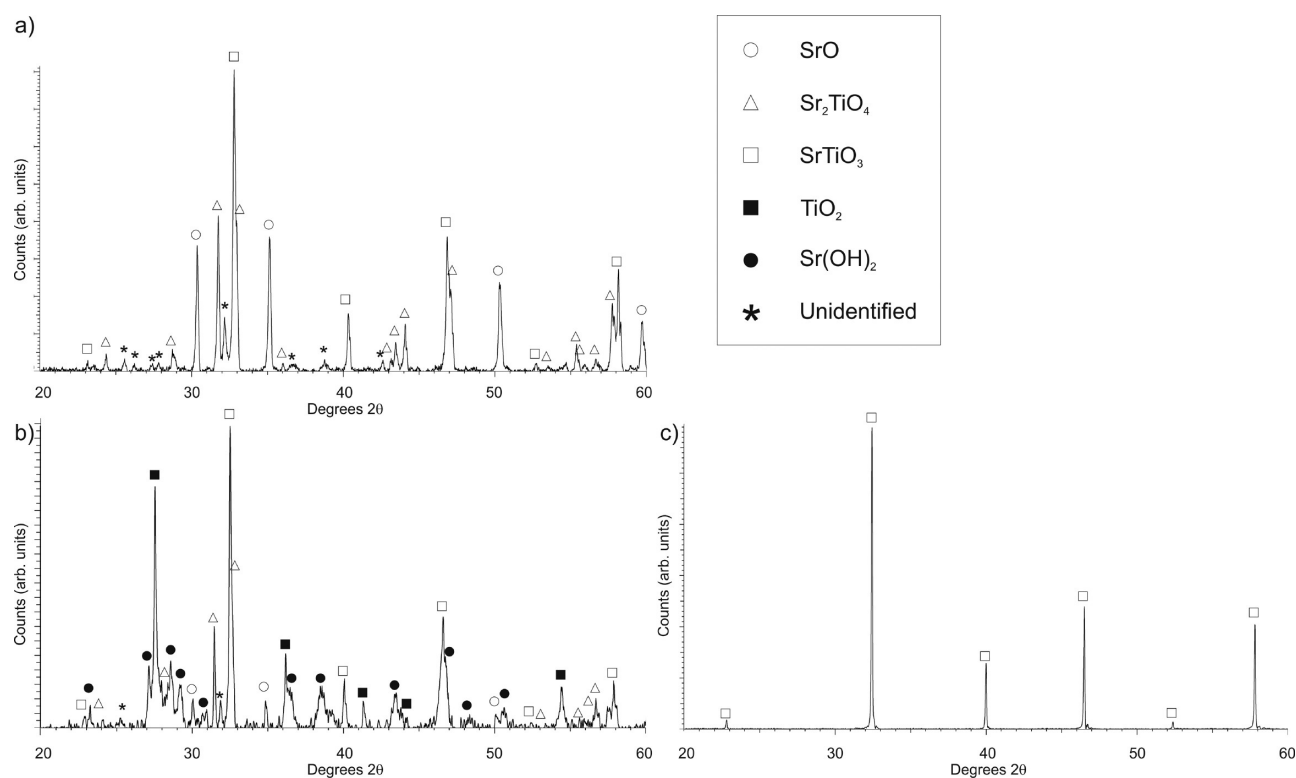 a)
Counts (arb. units)
20 30 40 50 60
Degrees 2θ
SrO
Sr₂TiO₄
SrTiO₃
TiO₂
Sr(OH)₂
* Unidentified
b)
Counts (arb. units)
20 30 40 50 60
Degrees 2θ
c)
Counts (arb. units)
20 30 40 50 60
Degrees 2θ